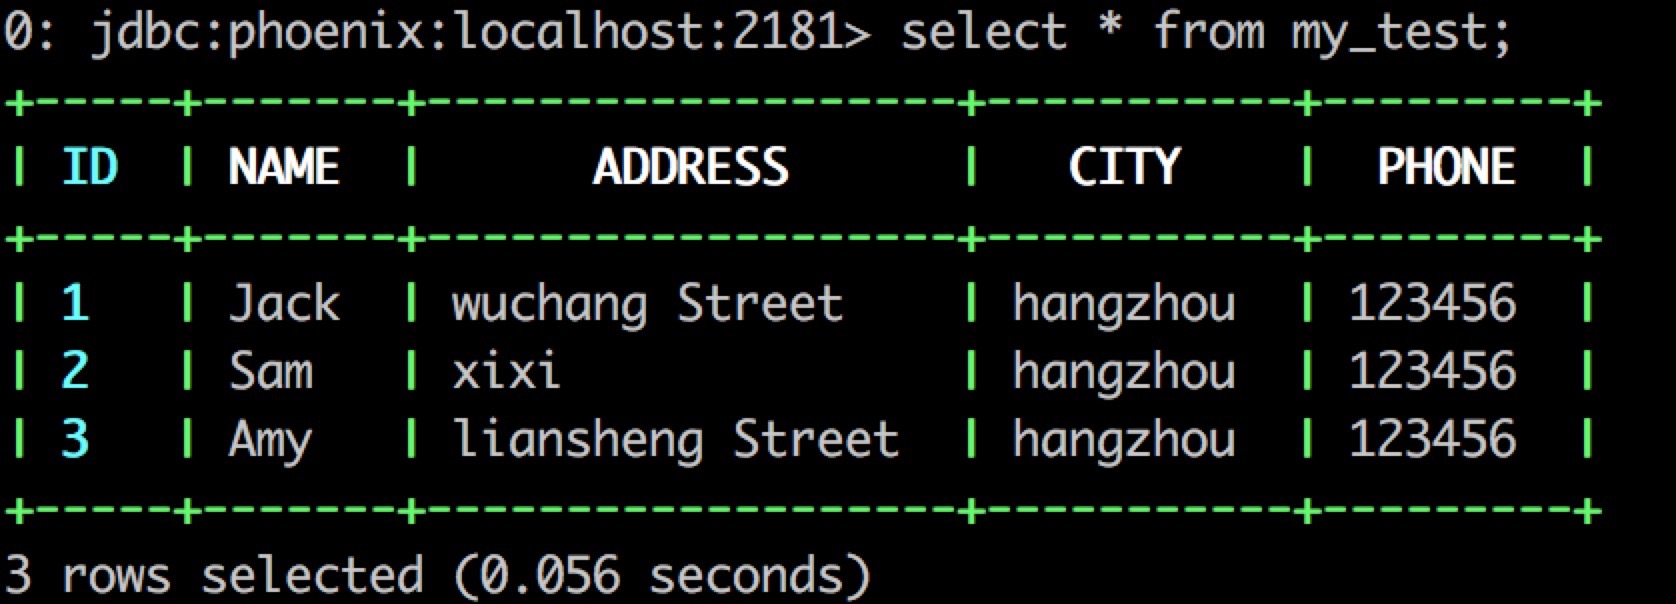 0: jdbc:phoenix:localhost:2181> select * from my_test;
+-----+-------+-------------------+-----------+---------+
| ID | NAME | ADDRESS | CITY | PHONE |
+-----+-------+-------------------+-----------+---------+
| 1 | Jack | wuchang Street | hangzhou | 123456 |
| 2 | Sam | xixi | hangzhou | 123456 |
| 3 | Amy | liansheng Street | hangzhou | 123456 |
+-----+-------+-------------------+-----------+---------+
3 rows selected (0.056 seconds)